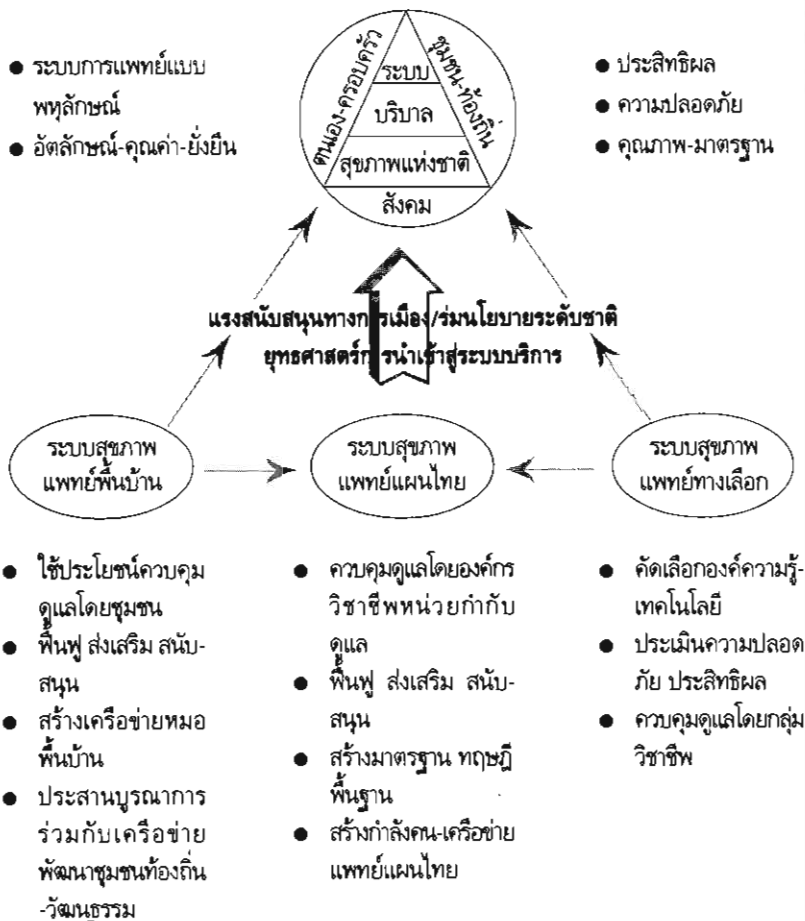 ● ระบบการแพทย์แบบ
พหุลักษณ์
● อัตลักษณ์-คุณค่า-ยั่งยืน
ตนเอง-ครอบครัว
ชุมชน-ท้องถิ่น
ระบบ
บริบาล
สุขภาพแห่งชาติ
สังคม
● ประสิทธิผล
● ความปลอดภัย
● คุณภาพ-มาตรฐาน
แรงสนับสนุนทางการเมือง/ร่มนโยบายระดับชาติ
ยุทธศาสตร์การนำเข้าสู่ระบบบริการ
ระบบสุขภาพ
แพทย์พื้นบ้าน
ระบบสุขภาพ
แพทย์แผนไทย
ระบบสุขภาพ
แพทย์ทางเลือก
● ใช้ประโยชน์ควบคุม
ดูแลโดยชุมชน
● ฟื้นฟู ส่งเสริม สนับ-
สนุน
● สร้างเครือข่ายหมอ
พื้นบ้าน
● ประสานบูรณาการ
ร่วมกับเครือข่าย
พัฒนาชุมชนท้องถิ่น
-วัฒนธรรม
● ควบคุมดูแลโดยองค์กร
วิชาชีพหน่วยกำกับ
ดูแล
● ฟื้นฟู ส่งเสริม สนับ-
สนุน
● สร้างมาตรฐาน ทฤษฎี
พื้นฐาน
● สร้างกำลังคน-เครือข่าย
แพทย์แผนไทย
● คัดเลือกองค์ความรู้-
เทคโนโลยี
● ประเมินความปลอด
ภัย ประสิทธิผล
● ควบคุมดูแลโดยกลุ่ม
วิชาชีพ